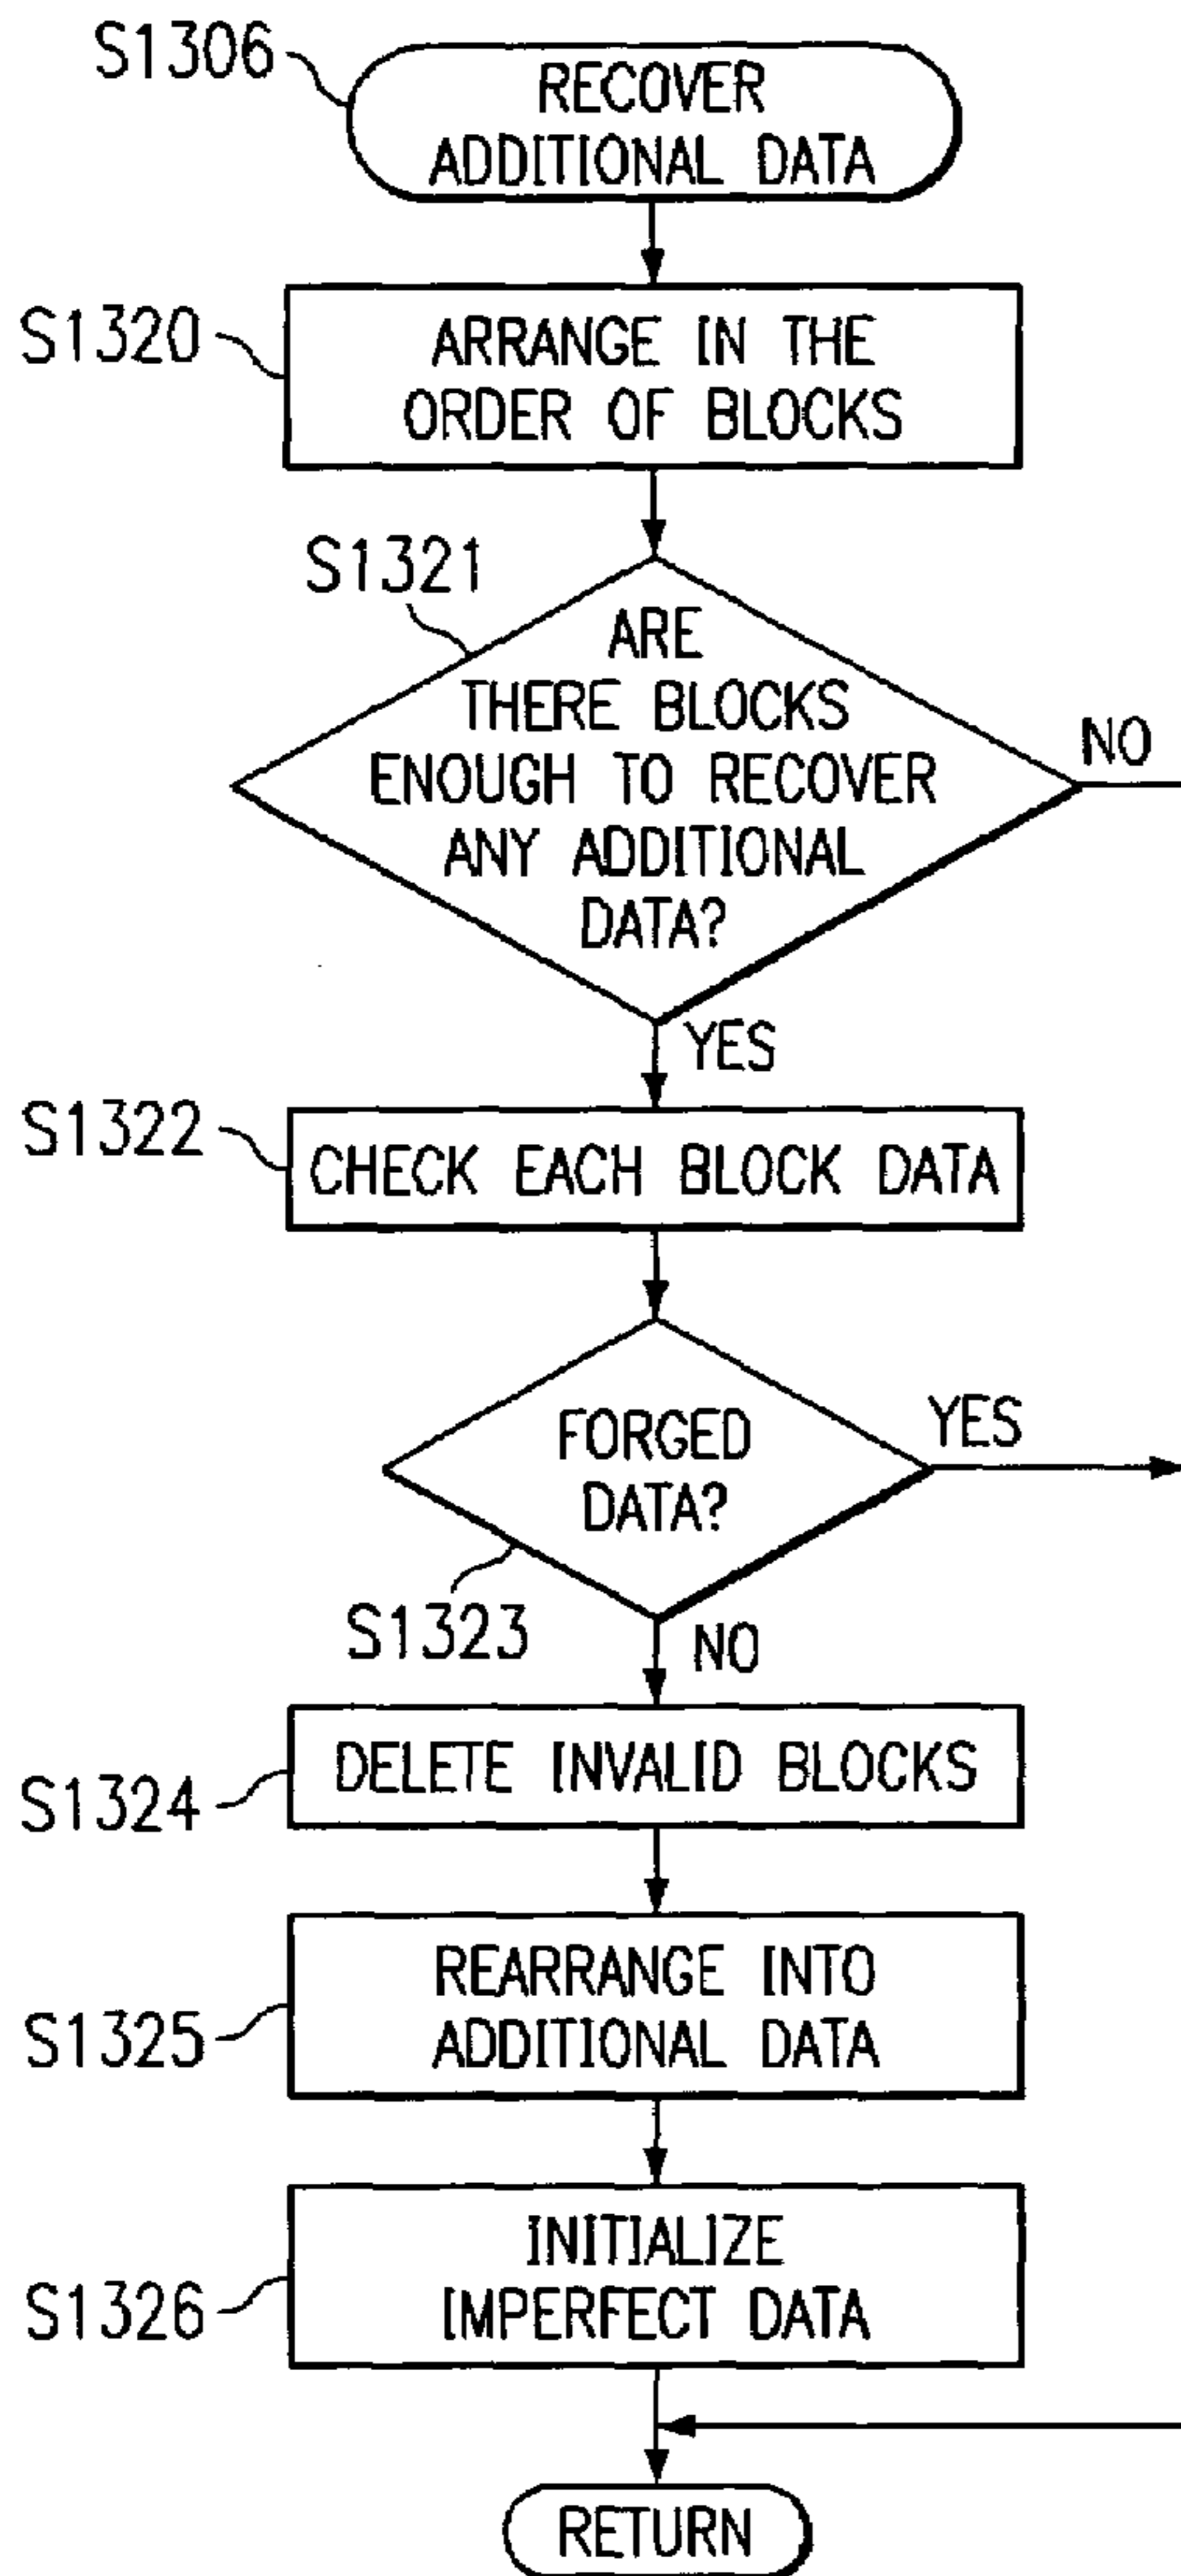 S1306
RECOVER
ADDITIONAL DATA
S1320
ARRANGE IN THE
ORDER OF BLOCKS
S1321
ARE
THERE BLOCKS
ENOUGH TO RECOVER
ANY ADDITIONAL
DATA?
NO
YES
S1322
CHECK EACH BLOCK DATA
FORGED
DATA?
YES
S1323
NO
DELETE INVALID BLOCKS
S1324
REARRANGE INTO
ADDITIONAL DATA
S1325
INITIALIZE
IMPERFECT DATA
S1326
RETURN